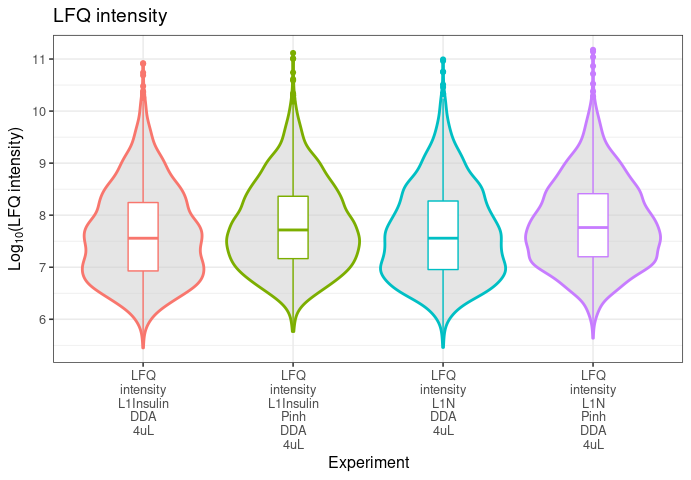 LFQ intensity
Log10(LFQ intensity)
11
10
9
8
7
6
LFQ
intensity
L1Insulin
DDA
4uL
LFQ
intensity
L1Insulin
Pinh
DDA
4uL
LFQ
intensity
L1N
DDA
4uL
LFQ
intensity
L1N
Pinh
DDA
4uL
Experiment